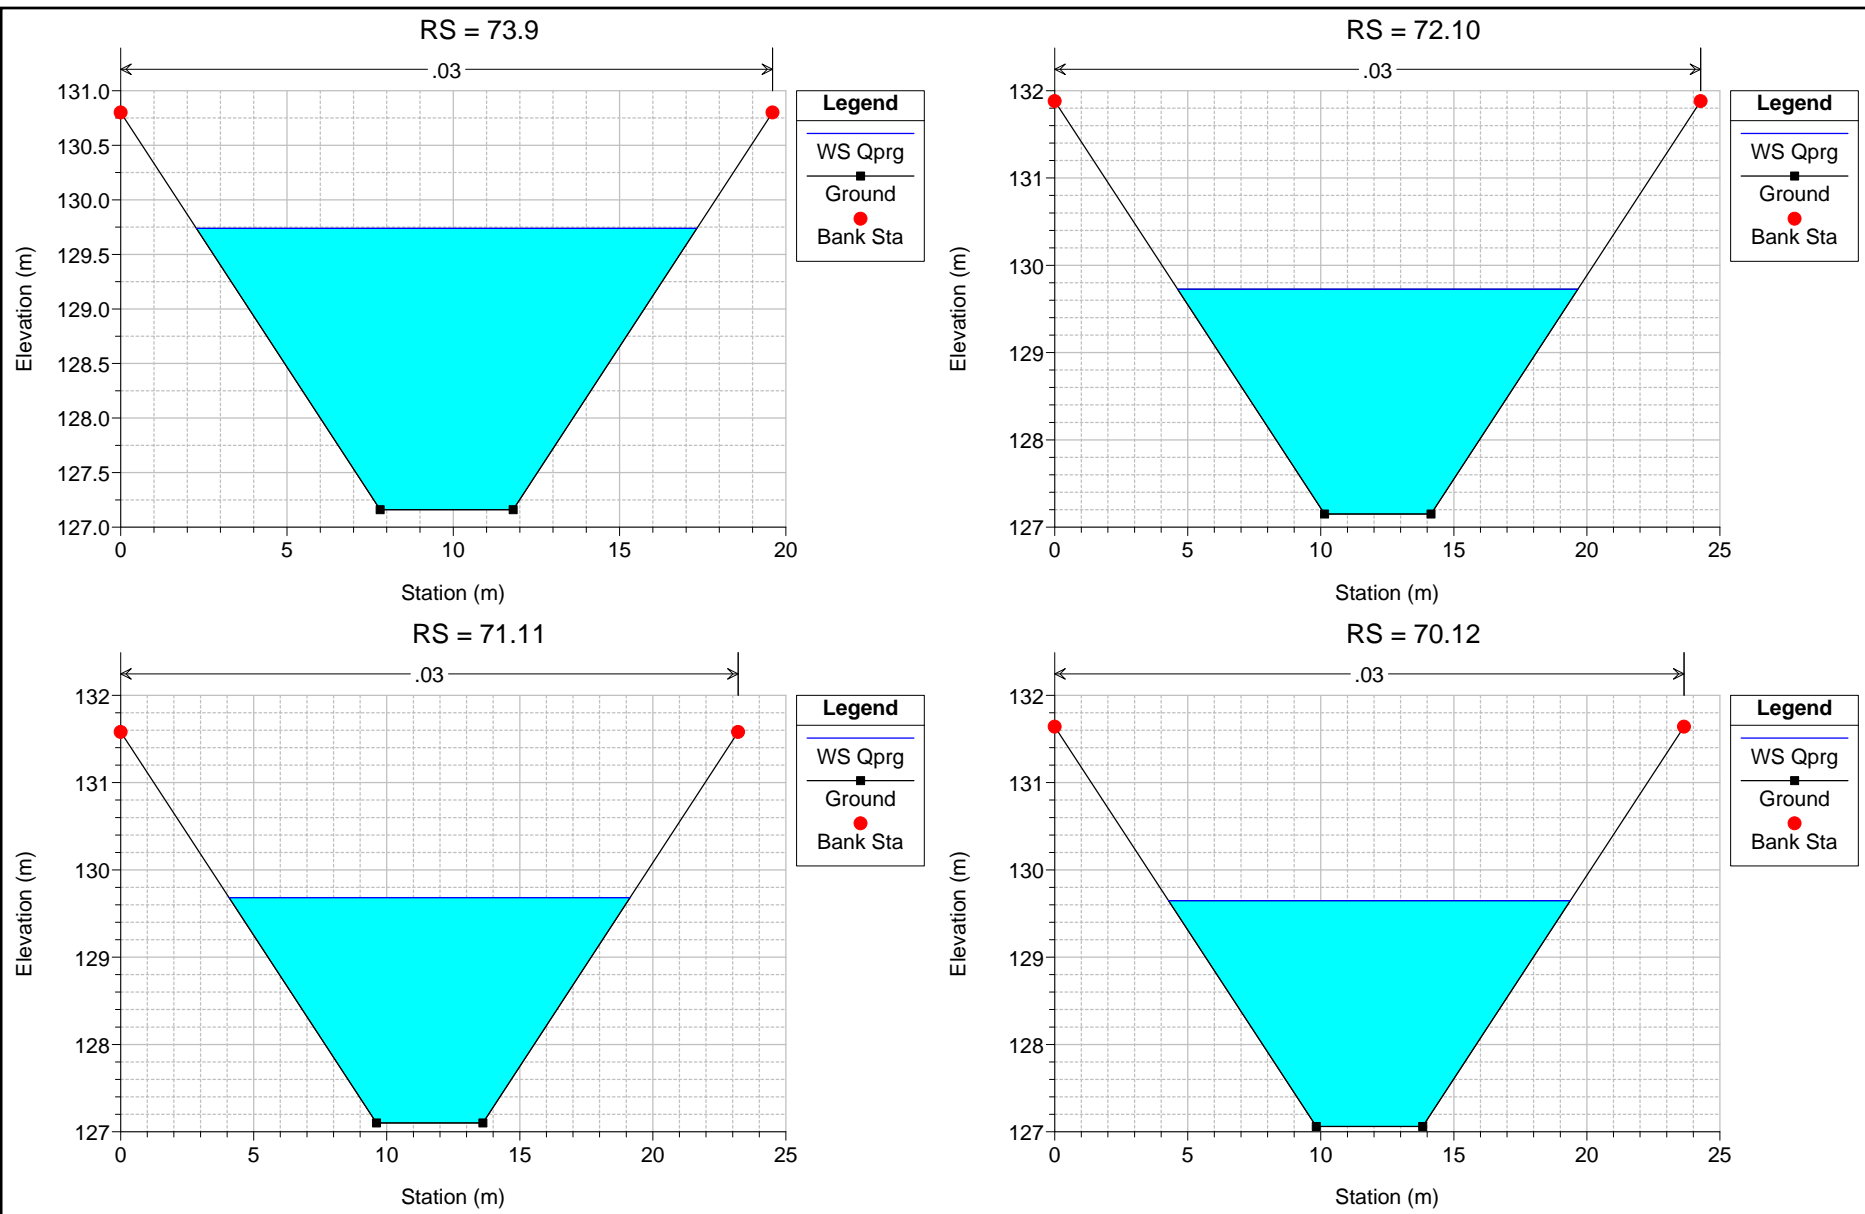 RS = 73.9
.03
Elevation (m)
131.0
130.5
130.0
129.5
129.0
128.5
128.0
127.5
127.0
0 5 10 15 20
Station (m)
Legend
WS Qprg
Ground
Bank Sta
RS = 72.10
.03
Elevation (m)
132
131
130
129
128
127
0 5 10 15 20 25
Station (m)
Legend
WS Qprg
Ground
Bank Sta
RS = 71.11
.03
Elevation (m)
132
131
130
129
128
127
0 5 10 15 20 25
Station (m)
Legend
WS Qprg
Ground
Bank Sta
RS = 70.12
.03
Elevation (m)
132
131
130
129
128
127
0 5 10 15 20 25
Station (m)
Legend
WS Qprg
Ground
Bank Sta